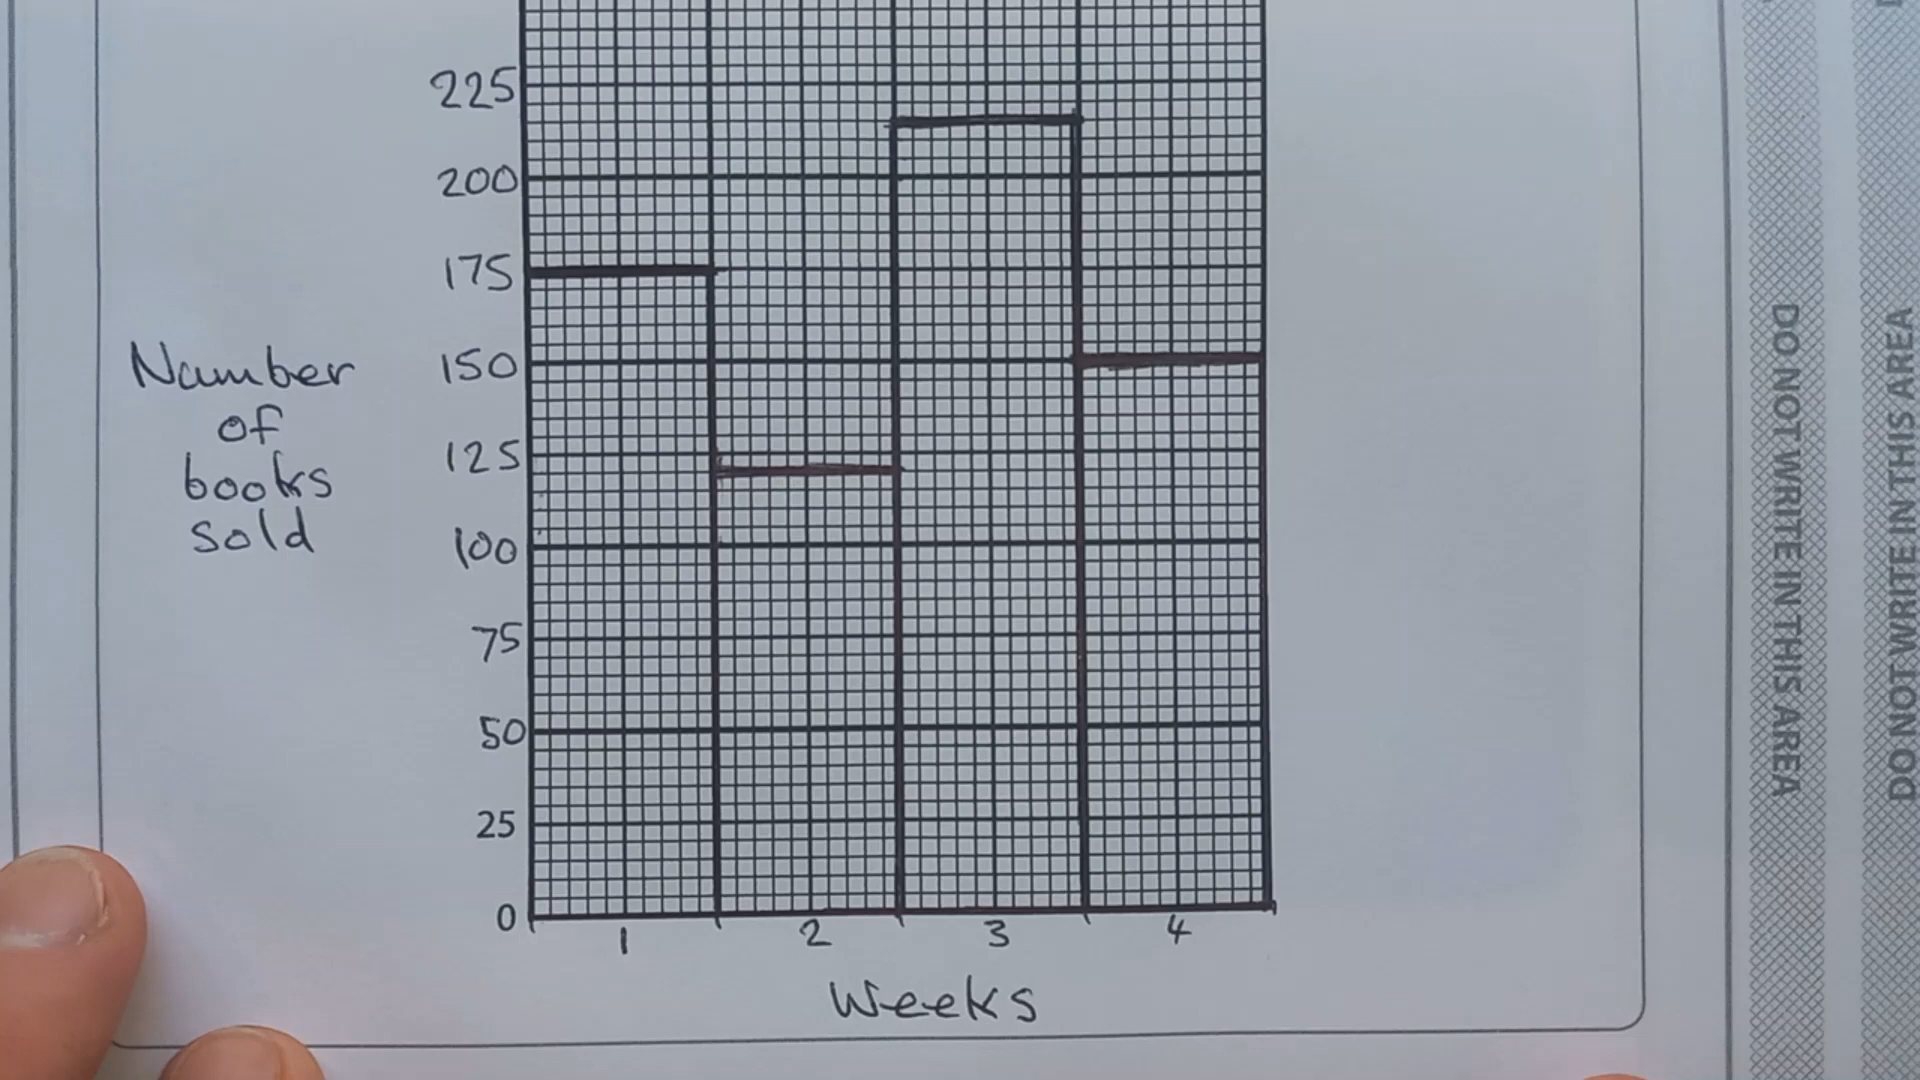 225
200
175
150
125
100
75
50
25
0
Number
of
books
sold
1 2 3 4
Weeks
DO NOT WRITE IN THIS AREA
DO NOT WRITE IN THIS AREA